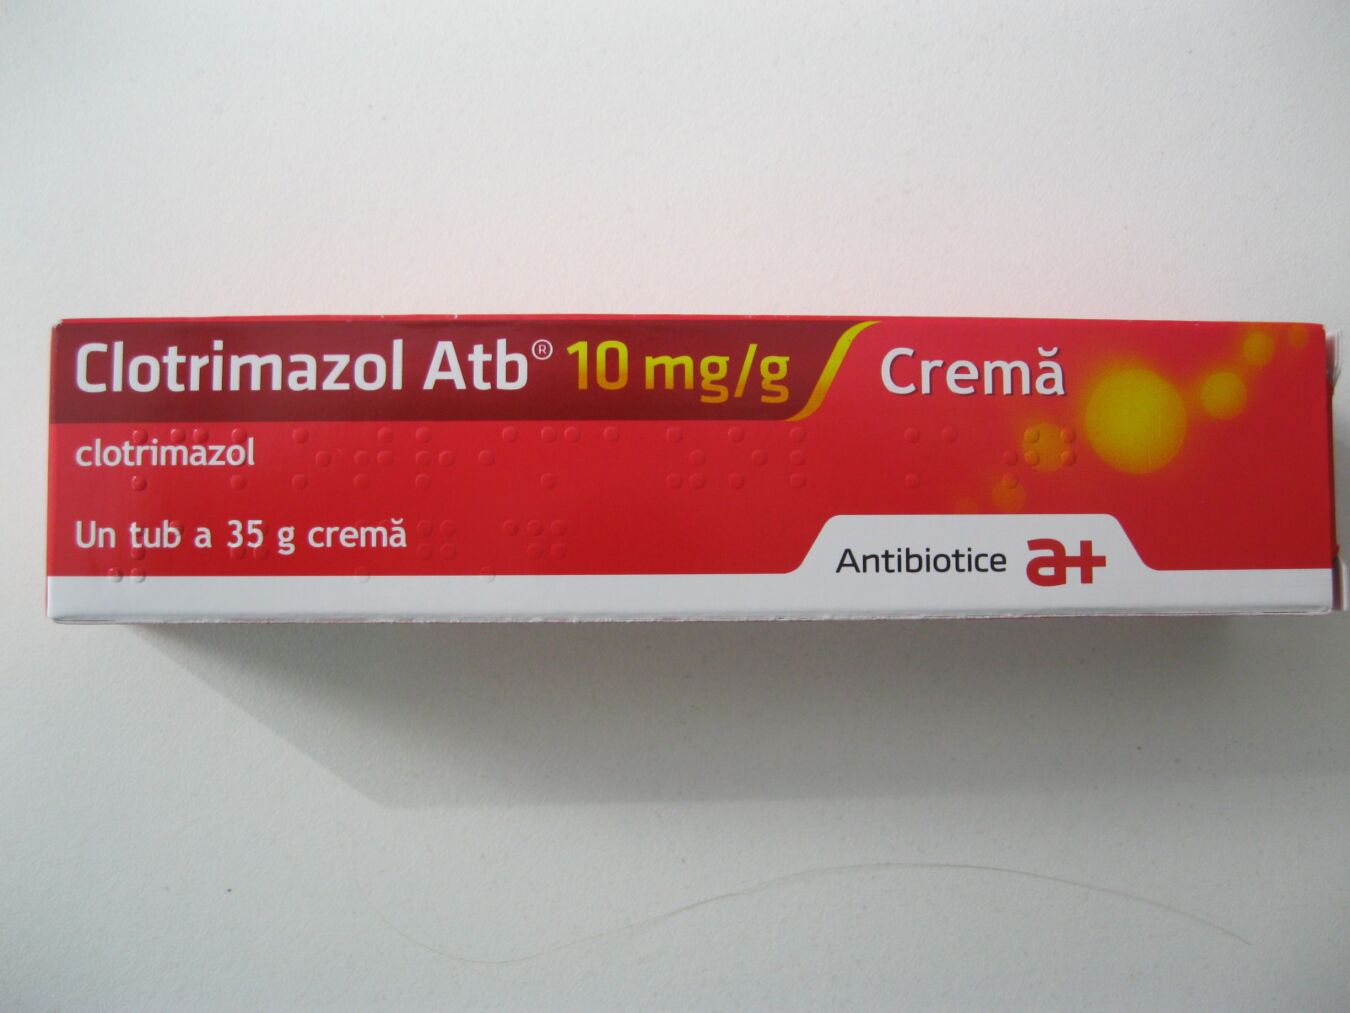 Clotrimazol Atb® 10 mg/g Cremă
clotrimazol
Un tub a 35 g cremă
Antibiotice a+